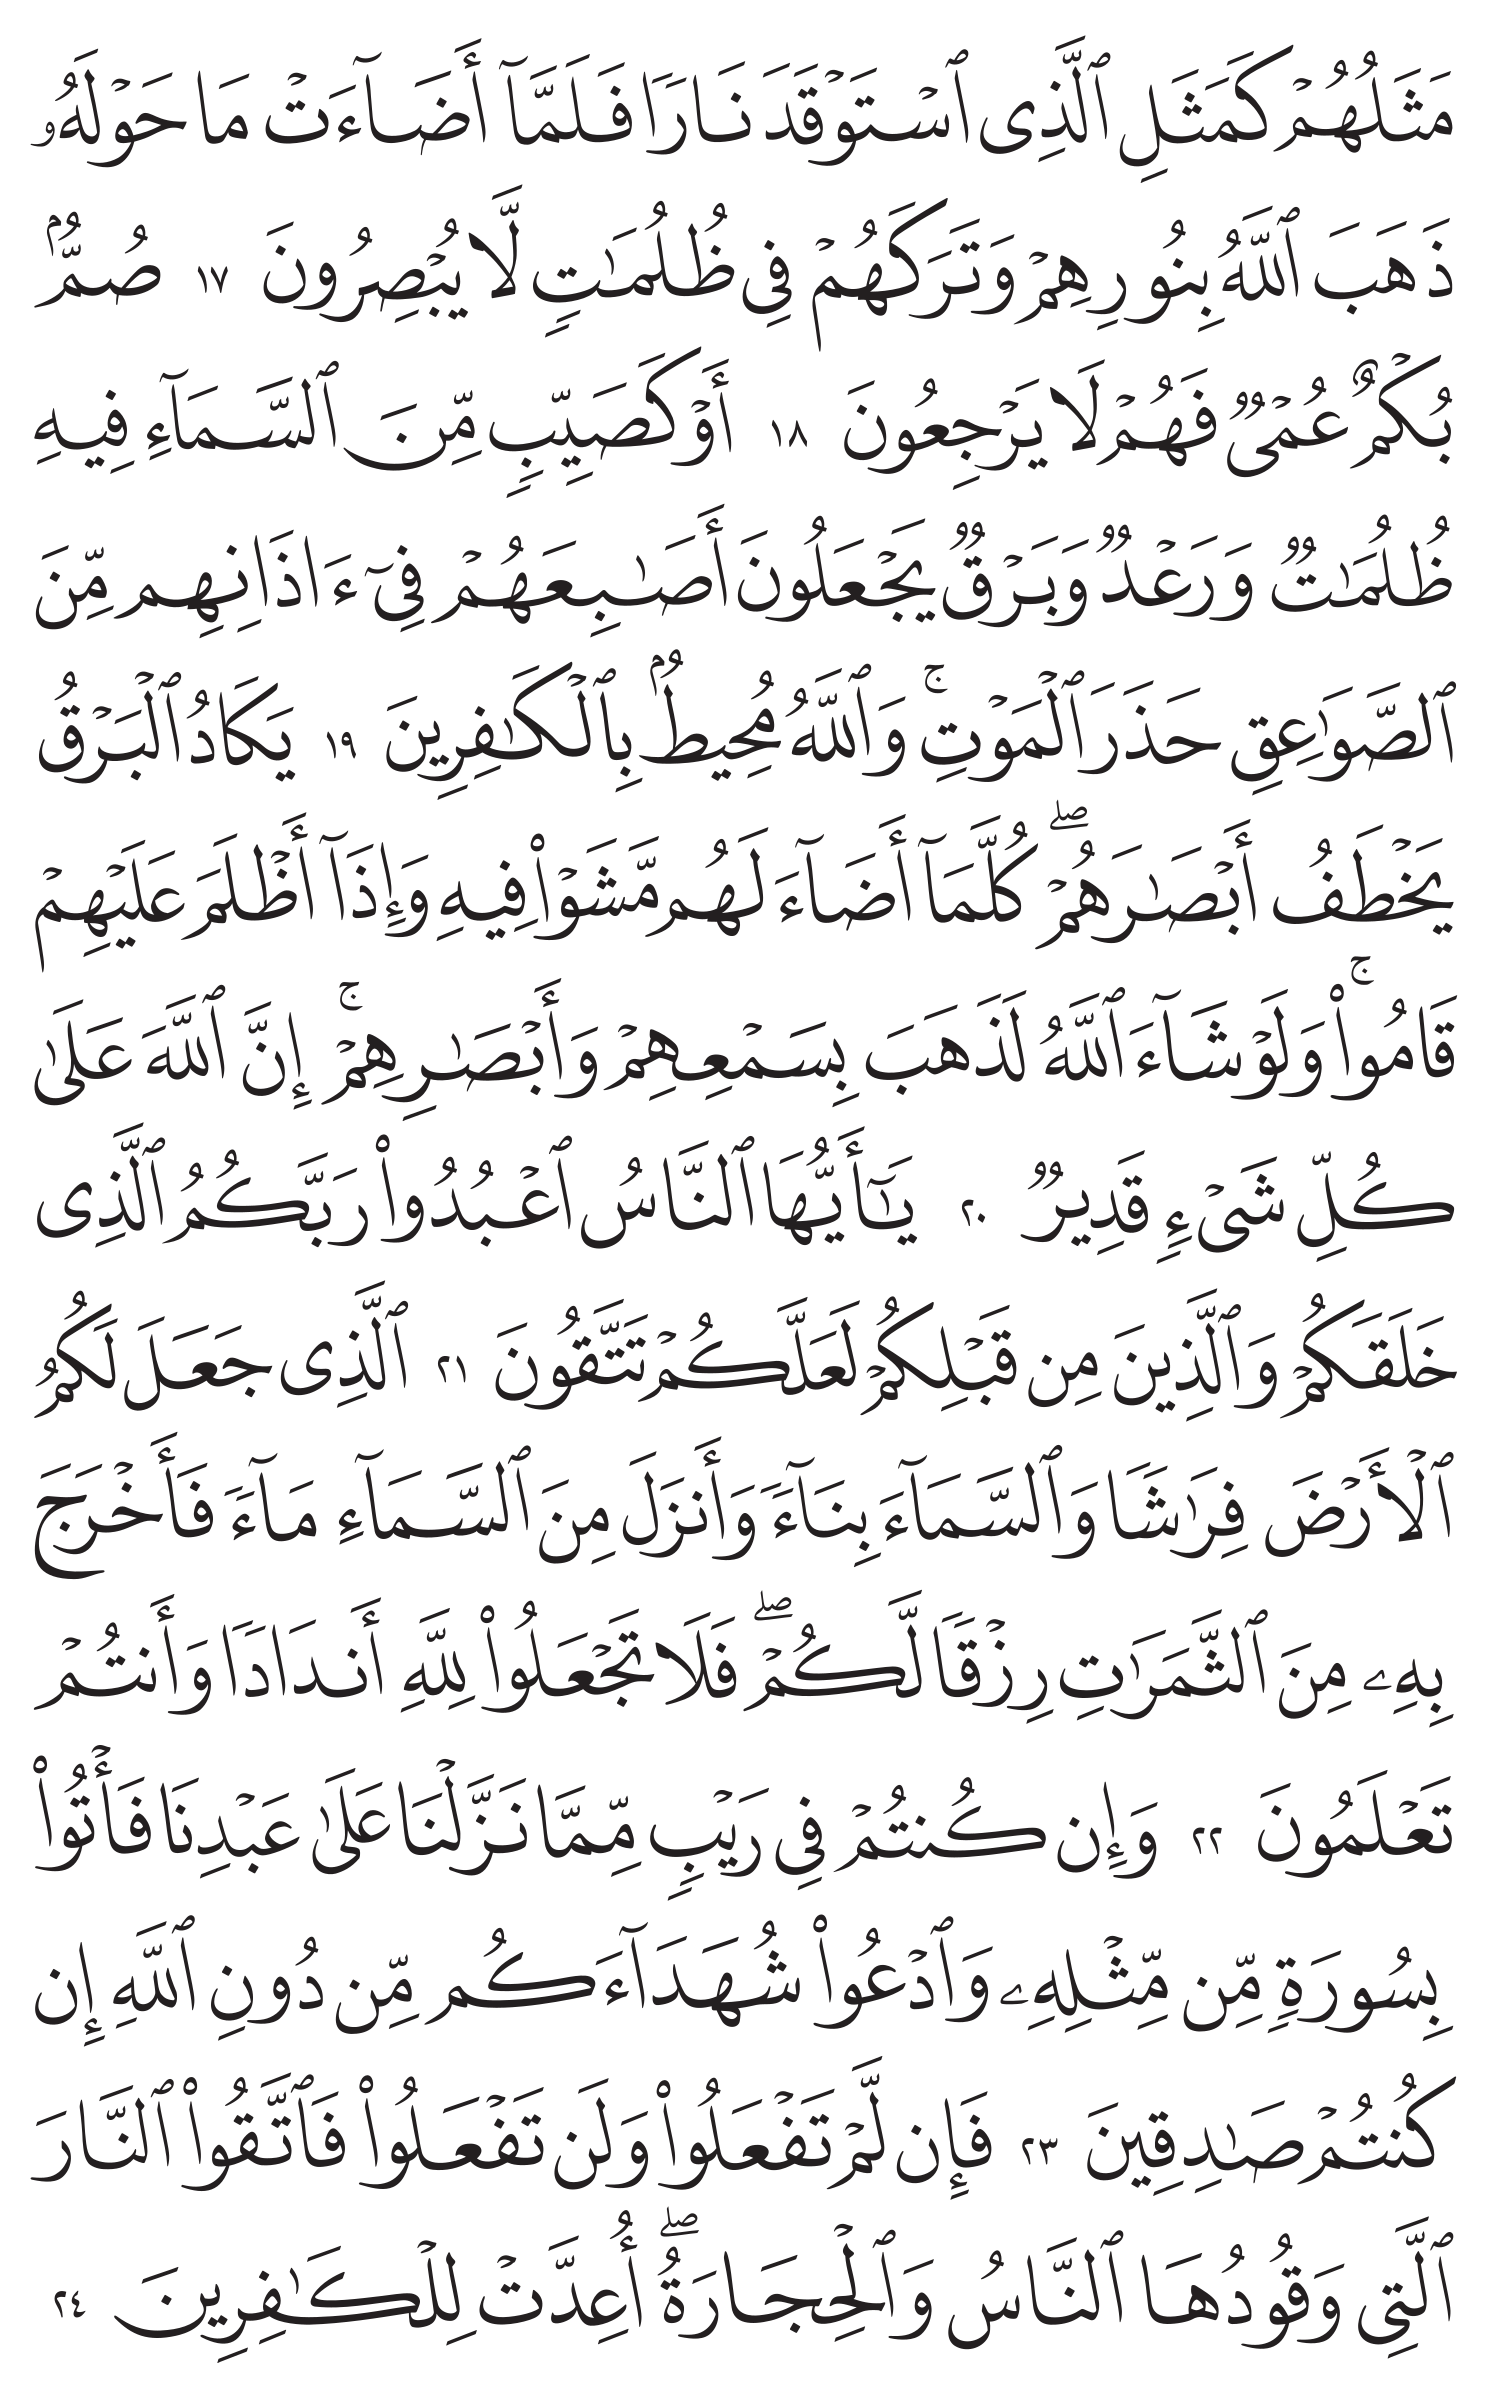 مَثَلُهُمۡ كَمَثَلِ ٱلَّذِى ٱسۡتَوۡقَدَ نَارٗا فَلَمَّآ أَضَآءَتۡ مَا حَوۡلَهُۥ
ذَهَبَ ٱللَّهُ بِنُورِهِمۡ وَتَرَكَهُمۡ فِى ظُلُمَٰتٖ لَّا يُبۡصِرُونَ ١٧ صُمُّۢ
بُكۡمٌ عُمۡىٞ فَهُمۡ لَا يَرۡجِعُونَ ١٨ أَوۡ كَصَيِّبٖ مِّنَ ٱلسَّمَآءِ فِيهِ
ظُلُمَٰتٞ وَرَعۡدٞ وَبَرۡقٞ يَجۡعَلُونَ أَصَٰبِعَهُمۡ فِىٓ ءَاذَانِهِم مِّنَ
ٱلصَّوَٰعِقِ حَذَرَ ٱلۡمَوۡتِۚ وَٱللَّهُ مُحِيطُۢ بِٱلۡكَٰفِرِينَ ١٩ يَكَادُ ٱلۡبَرۡقُ
يَخۡطَفُ أَبۡصَٰرَهُمۡۖ كُلَّمَآ أَضَآءَ لَهُم مَّشَوۡاْ فِيهِ وَإِذَآ أَظۡلَمَ عَلَيۡهِمۡ
قَامُواْۚ وَلَوۡ شَآءَ ٱللَّهُ لَذَهَبَ بِسَمۡعِهِمۡ وَأَبۡصَٰرِهِمۡۚ إِنَّ ٱللَّهَ عَلَىٰ
كُلِّ شَىۡءٖ قَدِيرٞ ٢٠ يَٰٓأَيُّهَا ٱلنَّاسُ ٱعۡبُدُواْ رَبَّكُمُ ٱلَّذِى
خَلَقَكُمۡ وَٱلَّذِينَ مِن قَبۡلِكُمۡ لَعَلَّكُمۡ تَتَّقُونَ ٢١ ٱلَّذِى جَعَلَ لَكُمُ
ٱلۡأَرۡضَ فِرَٰشٗا وَٱلسَّمَآءَ بِنَآءٗ وَأَنزَلَ مِنَ ٱلسَّمَآءِ مَآءٗ فَأَخۡرَجَ
بِهِۦ مِنَ ٱلثَّمَرَٰتِ رِزۡقٗا لَّكُمۡۖ فَلَا تَجۡعَلُواْ لِلَّهِ أَندَادٗا وَأَنتُمۡ
تَعۡلَمُونَ ٢٢ وَإِن كُنتُمۡ فِى رَيۡبٖ مِّمَّا نَزَّلۡنَا عَلَىٰ عَبۡدِنَا فَأۡتُواْ
بِسُورَةٖ مِّن مِّثۡلِهِۦ وَٱدۡعُواْ شُهَدَآءَكُم مِّن دُونِ ٱللَّهِ إِن
كُنتُمۡ صَٰدِقِينَ ٢٣ فَإِن لَّمۡ تَفۡعَلُواْ وَلَن تَفۡعَلُواْ فَٱتَّقُواْ ٱلنَّارَ
ٱلَّتِى وَقُودُهَا ٱلنَّاسُ وَٱلۡحِجَارَةُۖ أُعِدَّتۡ لِلۡكَٰفِرِينَ ٢٤